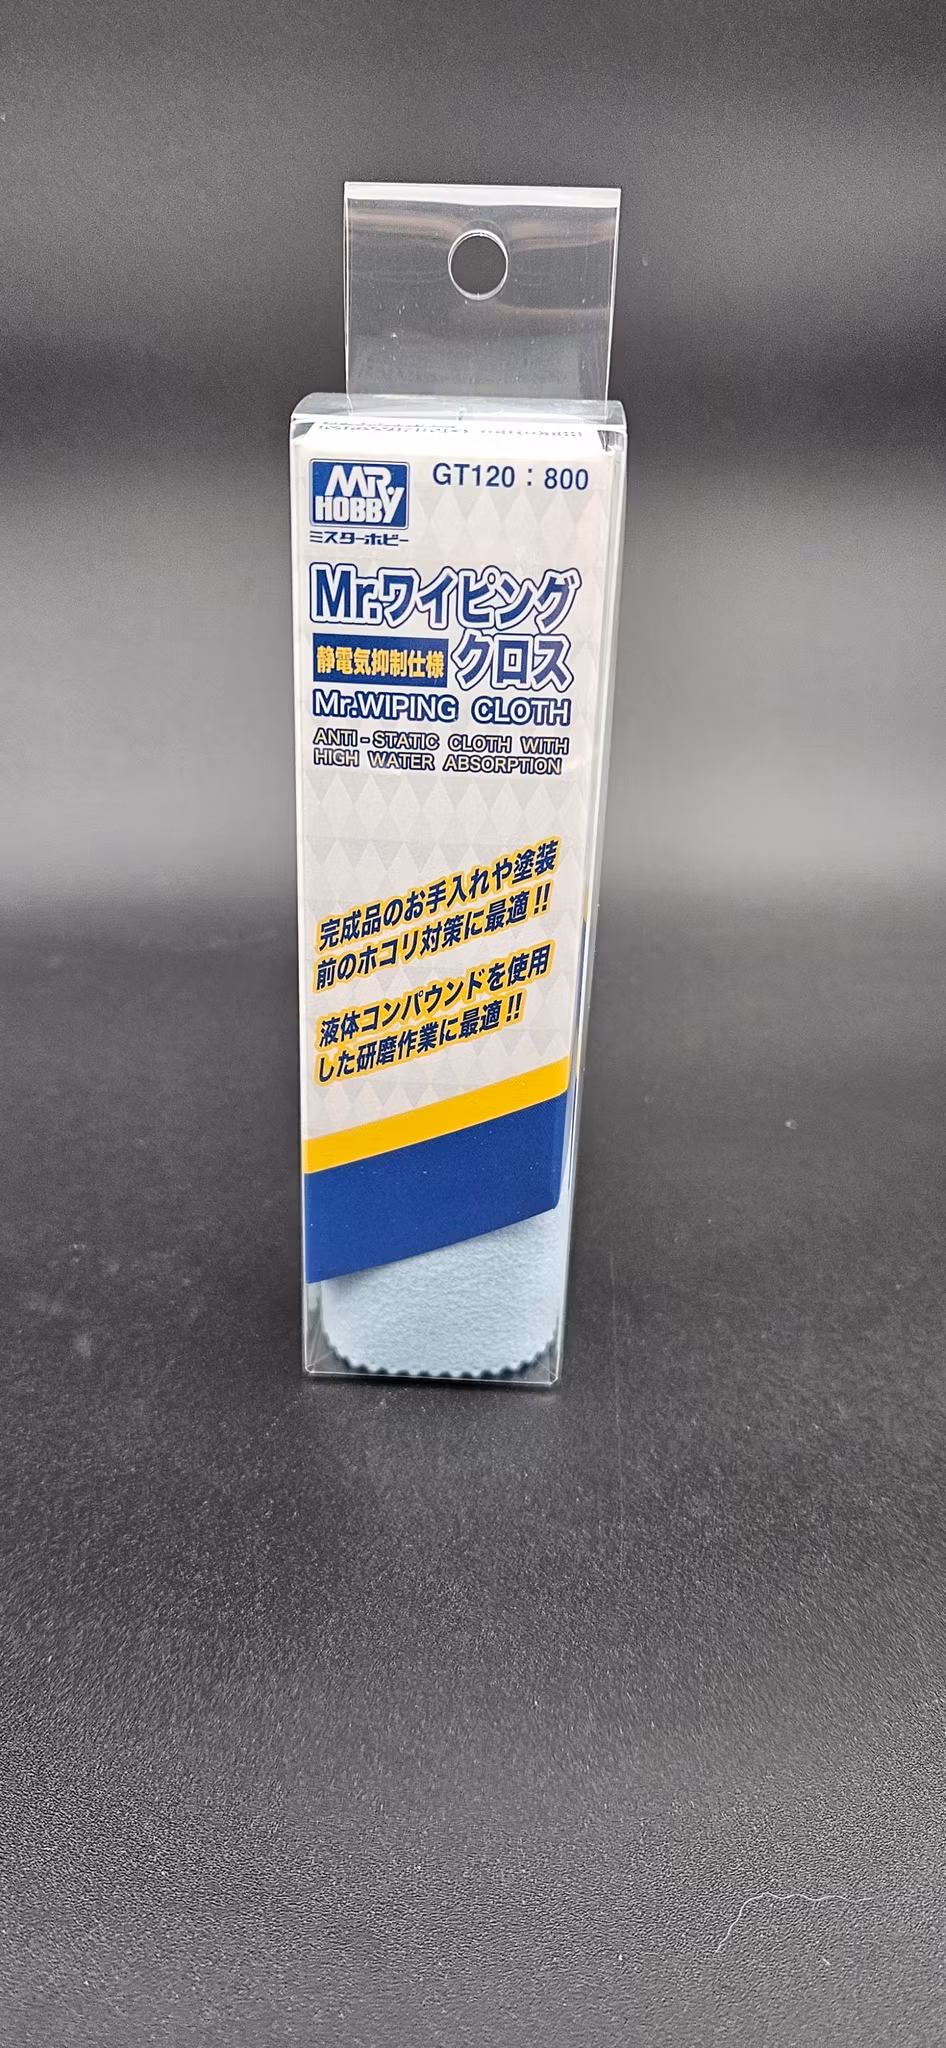 MR.
HOBBY
ミスターホビー
GT120：800
Mr.ワイピング
クロス
静電気抑制仕様
Mr.WIPING CLOTH
ANTI-STATIC CLOTH WITH
HIGH WATER ABSORPTION
完成品のお手入れや塗装
前のホコリ対策に最適!!
液体コンパウンドを使用
した研磨作業に最適!!